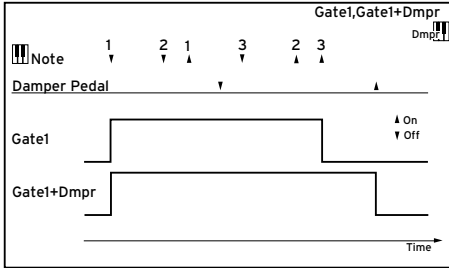 Gate1,Gate1+Dmpr
Dmpr
1 2 1 3 2 3
Note
Damper Pedal
On
Off
Gate1
Gate1+Dmpr
Time